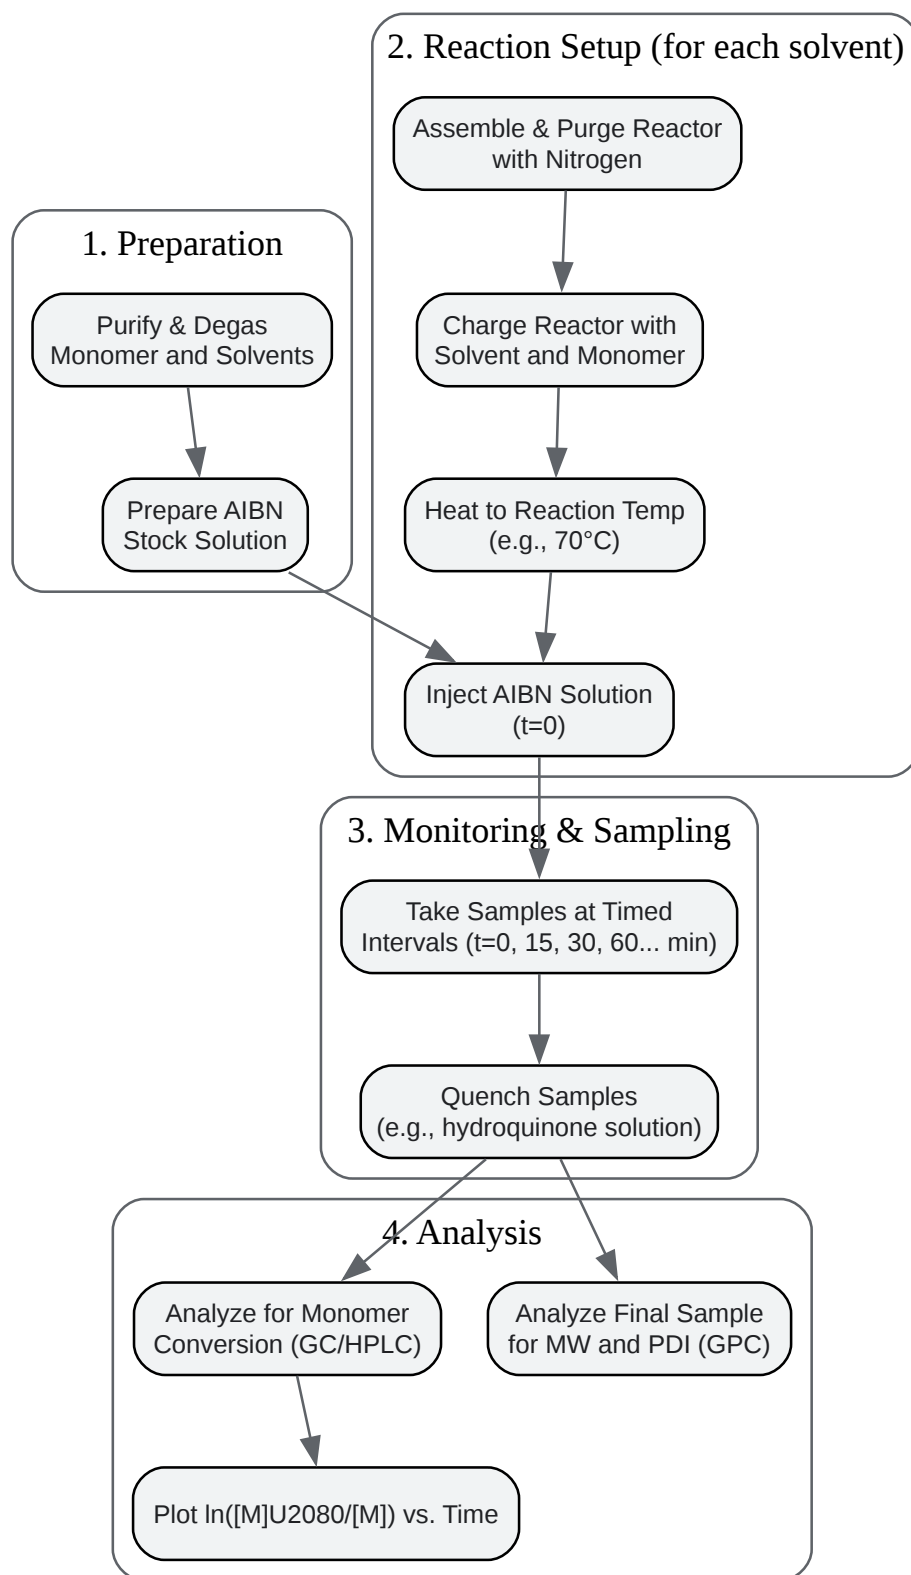 1. Preparation
Purify & Degas
Monomer and Solvents
Prepare AIBN
Stock Solution
2. Reaction Setup (for each solvent)
Assemble & Purge Reactor
with Nitrogen
Charge Reactor with
Solvent and Monomer
Heat to Reaction Temp
(e.g., 70°C)
Inject AIBN Solution
(t=0)
3. Monitoring & Sampling
Take Samples at Timed
Intervals (t=0, 15, 30, 60... min)
Quench Samples
(e.g., hydroquinone solution)
4. Analysis
Analyze for Monomer
Conversion (GC/HPLC)
Analyze Final Sample
for MW and PDI (GPC)
Plot ln([M]U2080/[M]) vs. Time